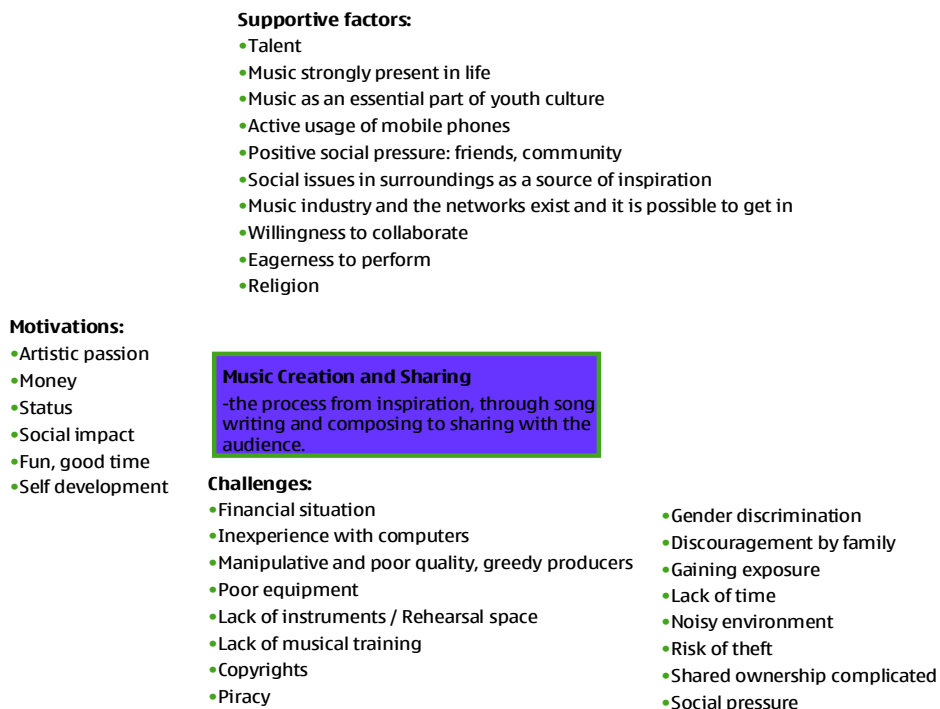 Supportive factors:
•Talent
•Music strongly present in life
•Music as an essential part of youth culture
•Active usage of mobile phones
•Positive social pressure: friends, community
•Social issues in surroundings as a source of inspiration
•Music industry and the networks exist and it is possible to get in
•Willingness to collaborate
•Eagerness to perform
•Religion
Motivations:
•Artistic passion
•Money
•Status
•Social impact
•Fun, good time
•Self development
Music Creation and Sharing
-the process from inspiration, through song
writing and composing to sharing with the
audience.
Challenges:
•Financial situation
•Inexperience with computers
•Manipulative and poor quality, greedy producers
•Poor equipment
•Lack of instruments / Rehearsal space
•Lack of musical training
•Copyrights
•Piracy
•Gender discrimination
•Discouragement by family
•Gaining exposure
•Lack of time
•Noisy environment
•Risk of theft
•Shared ownership complicated
•Social pressure